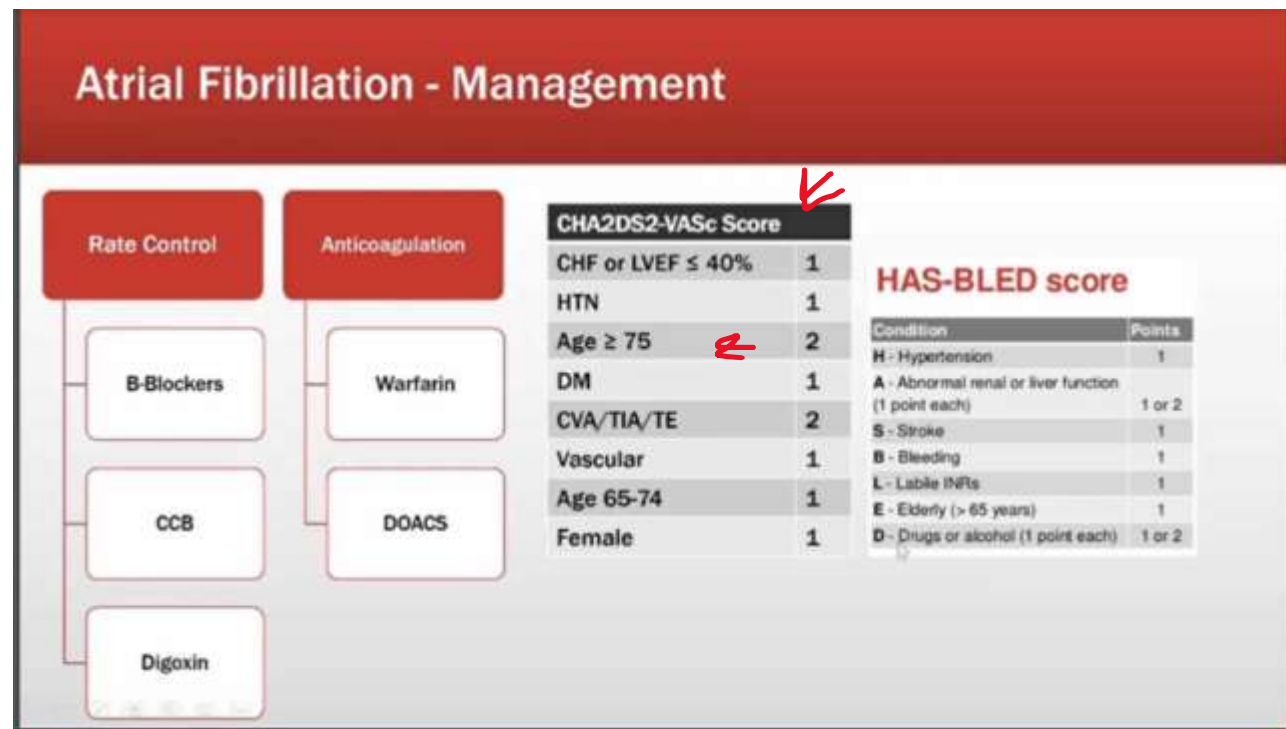 Atrial Fibrillation - Management
Rate Control
B-Blockers
CCB
Digoxin
Anticoagulation
Warfarin
DOACS
CHA2DS2-VASc Score
CHF or LVEF ≤ 40% 1
HTN 1
Age ≥ 75 2
DM 1
CVA/TIA/TE 2
Vascular 1
Age 65-74 1
Female 1
HAS-BLED score
Condition Points
H - Hypertension 1
A - Abnormal renal or liver function
(1 point each) 1 or 2
S - Stroke 1
B - Bleeding 1
L - Labile INRs 1
E - Elderly (> 65 years) 1
D - Drugs or alcohol (1 point each) 1 or 2